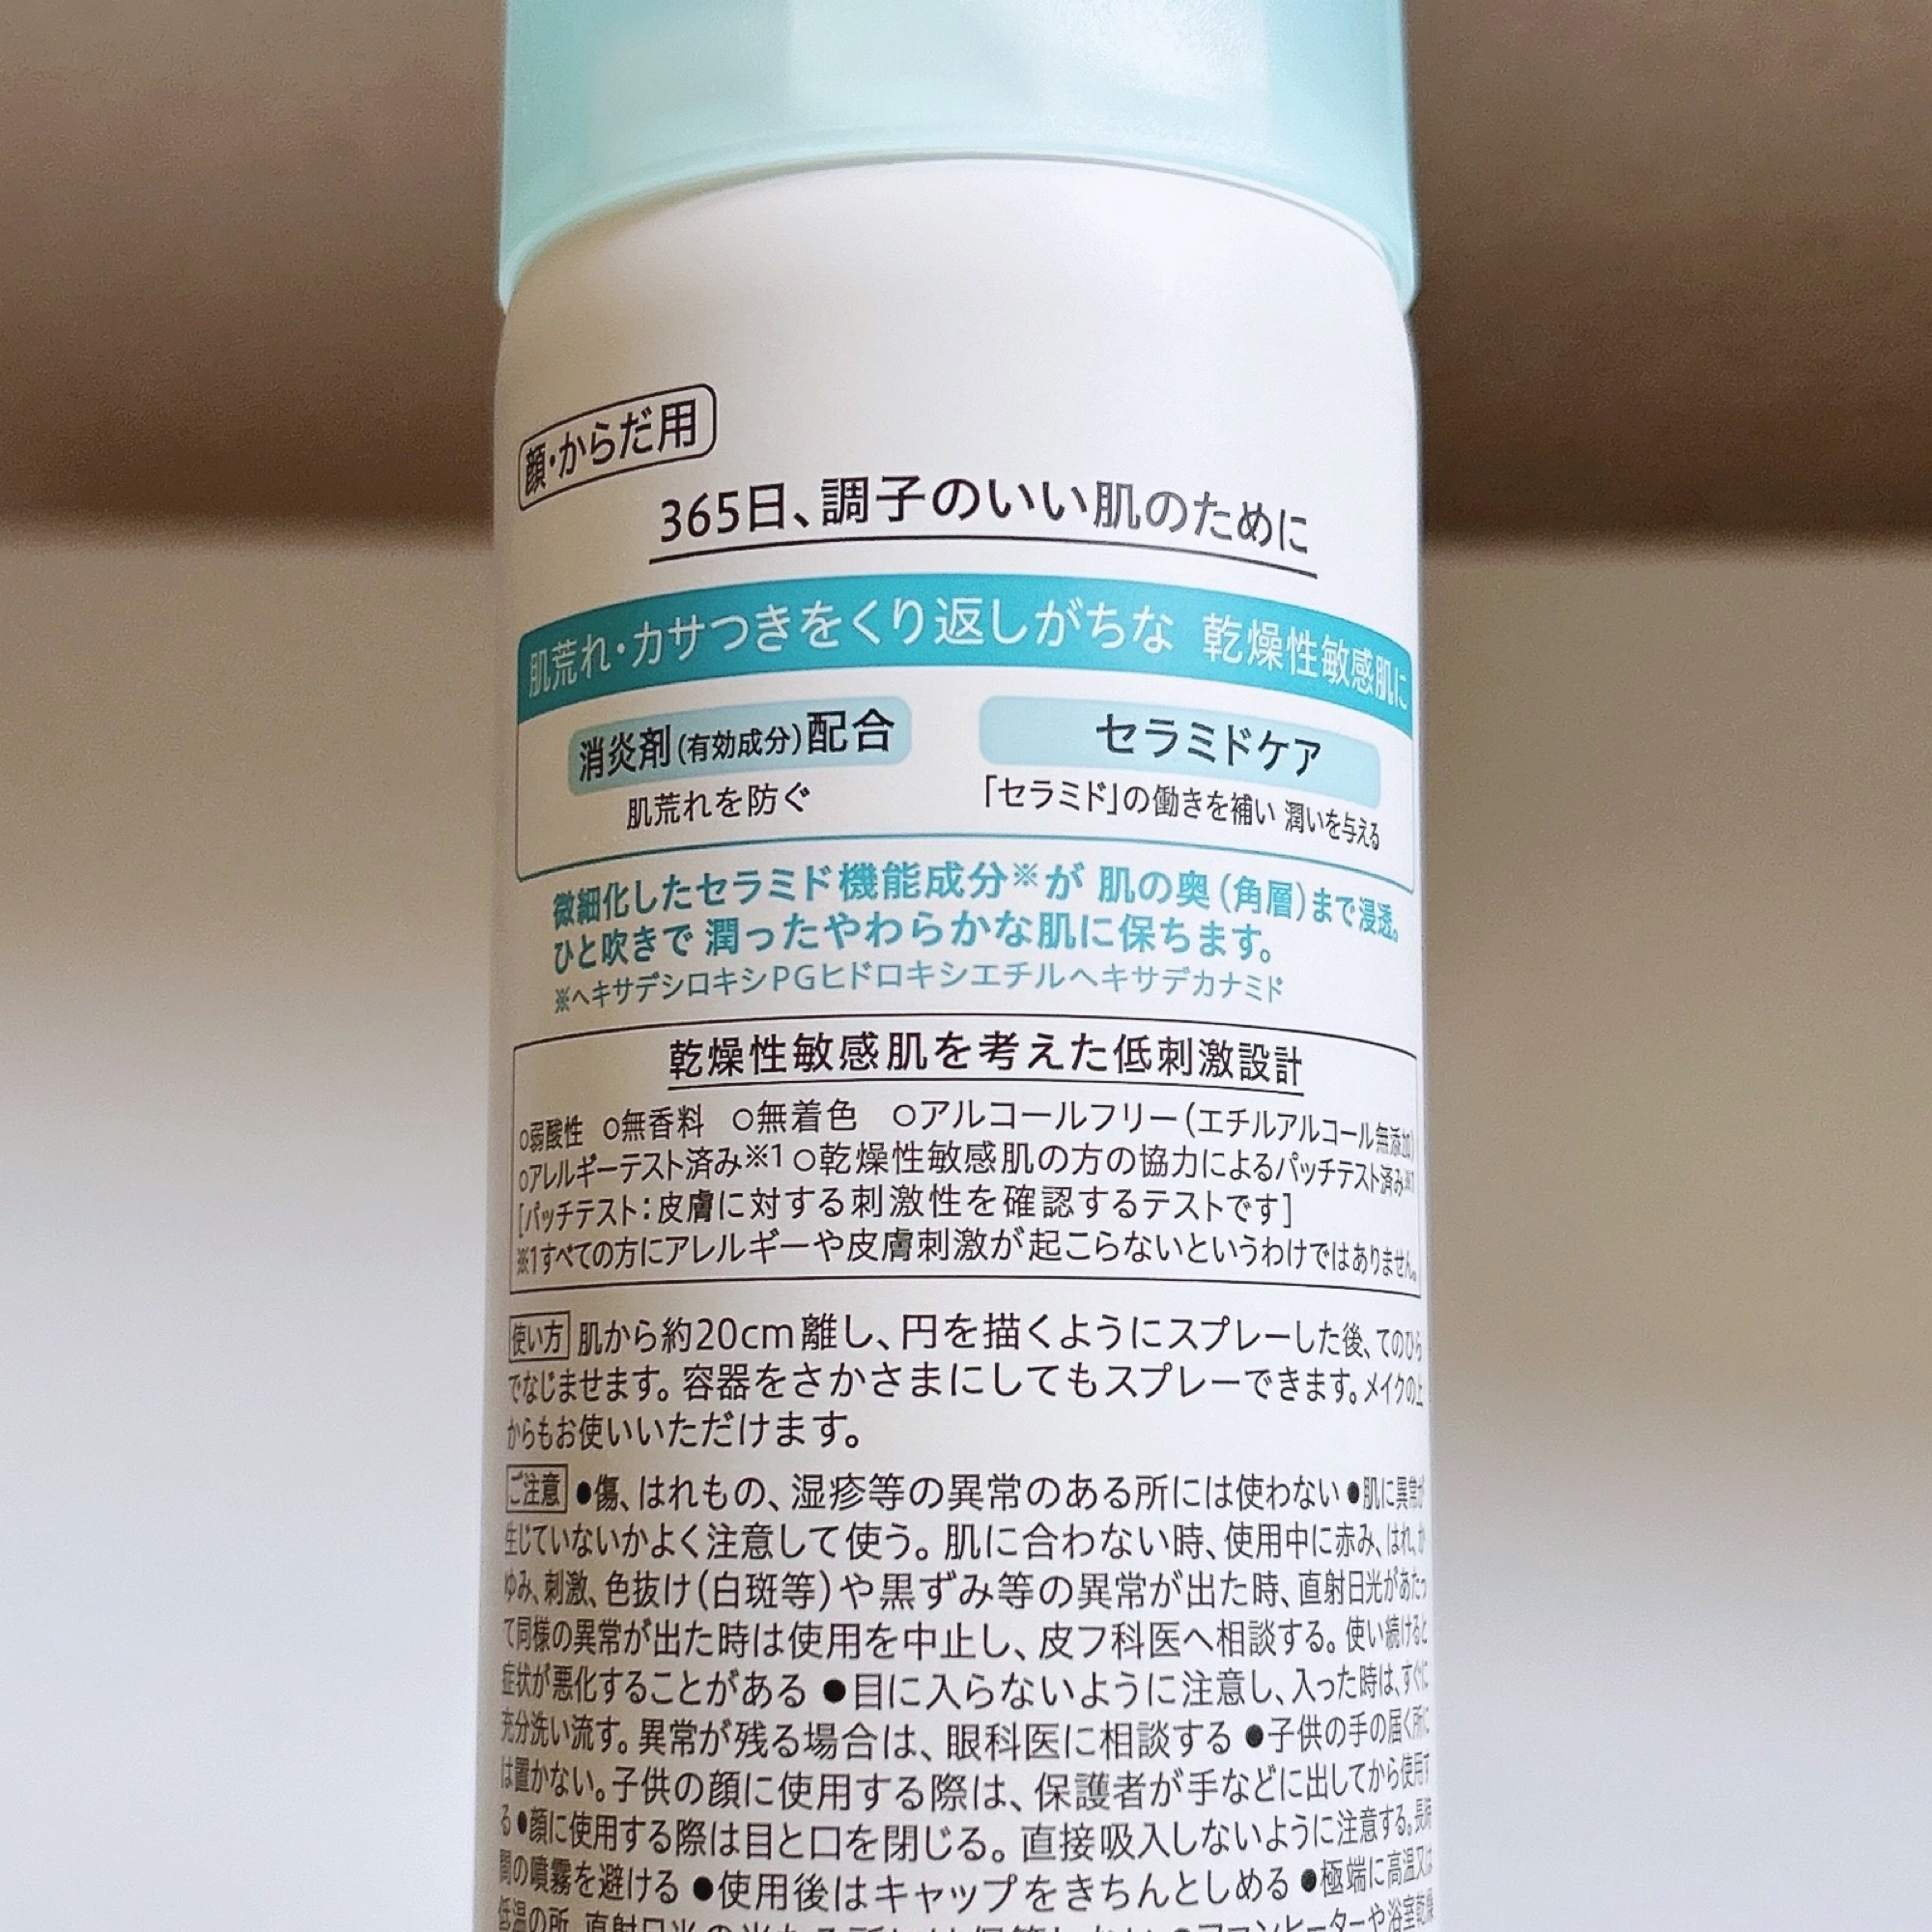 顔・からだ用
365日、調子のいい肌のために
肌荒れ・カサつきをくり返しがちな 乾燥性敏感肌に
消炎剤(有効成分)配合
肌荒れを防ぐ
セラミドケア
「セラミド」の働きを補い 潤いを与える
微細化したセラミド機能成分※が 肌の奥(角層)まで浸透。
ひと吹きで 潤ったやわらかな肌に保ちます。
※ヘキサデシロキシPGヒドロキシエチルヘキサデカナミド
乾燥性敏感肌を考えた低刺激設計
○弱酸性 ○無香料 ○無着色 ○アルコールフリー(エチルアルコール無添加)
○アレルギーテスト済み※1 ○乾燥性敏感肌の方の協力によるパッチテスト済み※1
[パッチテスト:皮膚に対する刺激性を確認するテストです]
※1すべての方にアレルギーや皮膚刺激が起こらないというわけではありません。
使い方 肌から約20cm離し、円を描くようにスプレーした後、てのひら
でなじませます。容器をさかさまにしてもスプレーできます。メイクの上
からもお使いいただけます。
ご注意 ●傷、はれもの、湿疹等の異常のある所には使わない ●肌に異常が
生じていないかよく注意して使う。肌に合わない時、使用中に赤み、はれ、か
ゆみ、刺激、色抜け(白斑等)や黒ずみ等の異常が出た時、直射日光があたっ
て同様の異常が出た時は使用を中止し、皮フ科医へ相談する。使い続けると
症状が悪化することがある ●目に入らないように注意し、入った時は、すぐに
充分洗い流す。異常が残る場合は、眼科医に相談する ●子供の手の届く所に
は置かない。子供の顔に使用する際は、保護者が手などに出してから使用す
る ●顔に使用する際は目と口を閉じる。直接吸入しないように注意する。長時
間の噴霧を避ける ●使用後はキャップをきちんとしめる ●極端に高温又は
低温の所、直射日光の当たる所には保管しない ●ファンヒーターや浴室乾燥